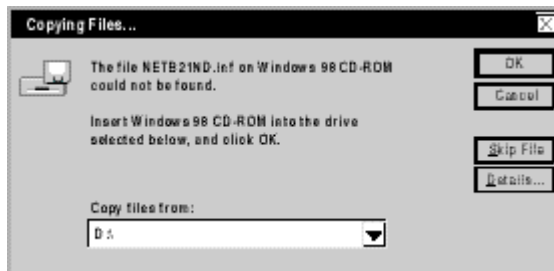 Copying Files...
The file NETB21ND.inf on Windows 98 CD-ROM
could not be found.
Insert Windows 98 CD-ROM into the drive
selected below, and click OK.
Copy files from:
D:\
OK
Cancel
Skip File
Details...